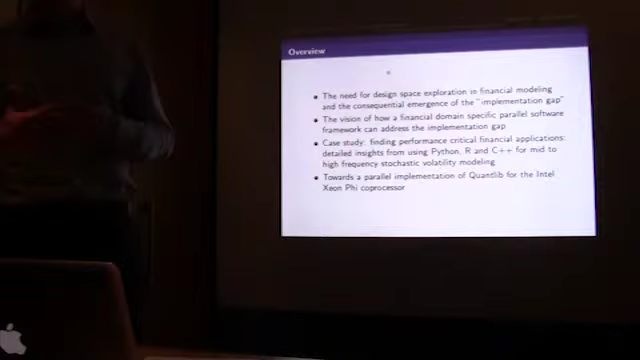 Overview
The need for design space exploration in financial modeling
and the consequential emergence of the "implementation gap"
The vision of how a financial domain specific parallel software
framework can address the implementation gap
Case study: finding performance critical financial applications:
detailed insights from using Python, R and C++ for mid to
high frequency stochastic volatility modeling
Towards a parallel implementation of Quantlib for the Intel
Xeon Phi coprocessor